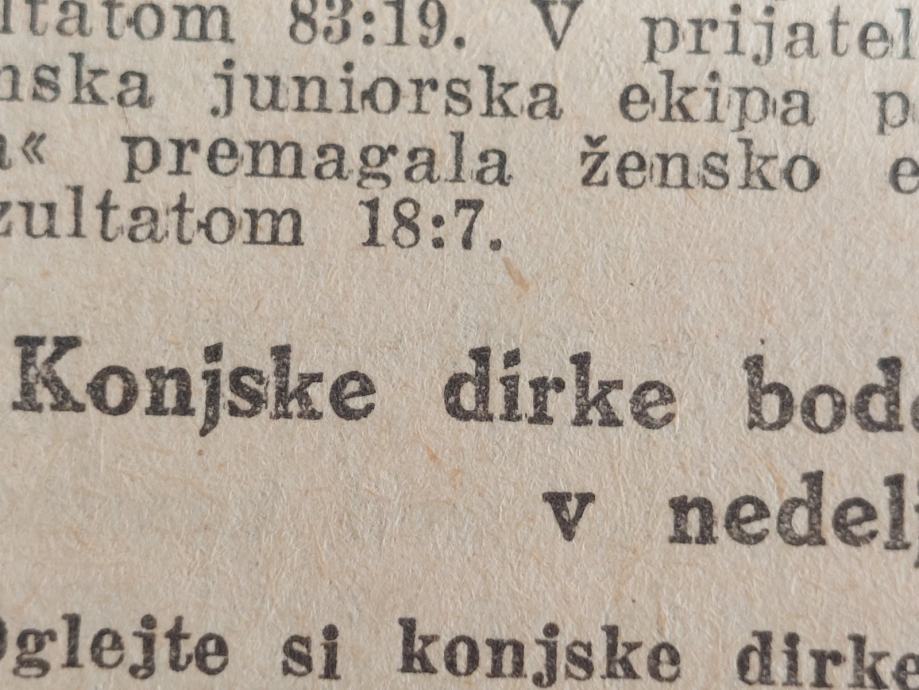 ltatom 83:19. V prijatel
nska juniorska ekipa p
a« premagala žensko e
zultatom 18:7.
Konjske dirke bod
v nedelj
Oglejte si konjske dirke